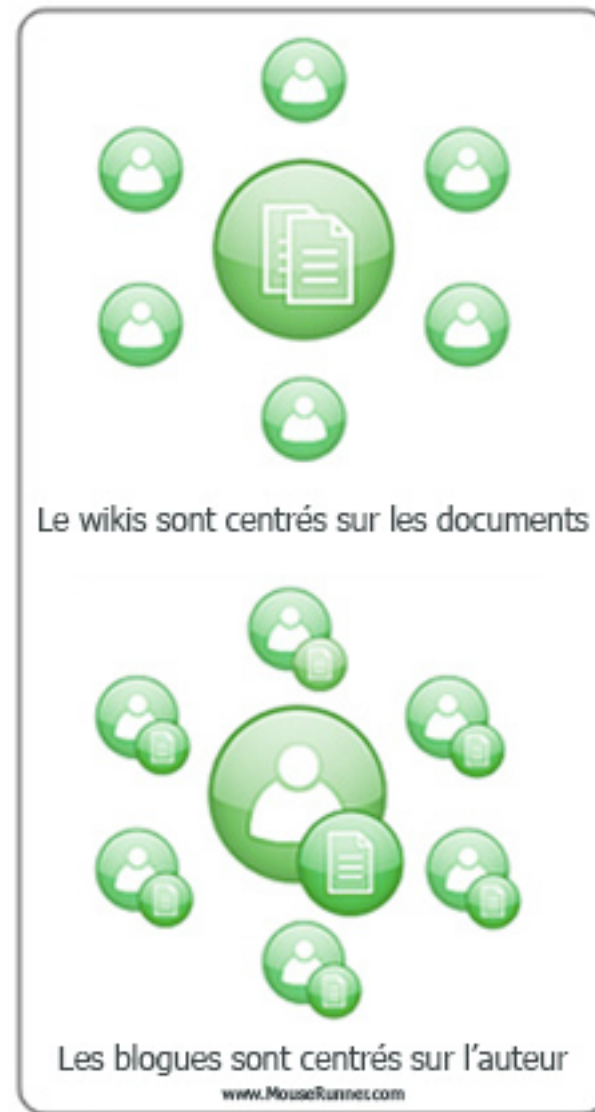 Le wikis sont centrés sur les documents
Les blogues sont centrés sur l'auteur
www.MouseRunner.com